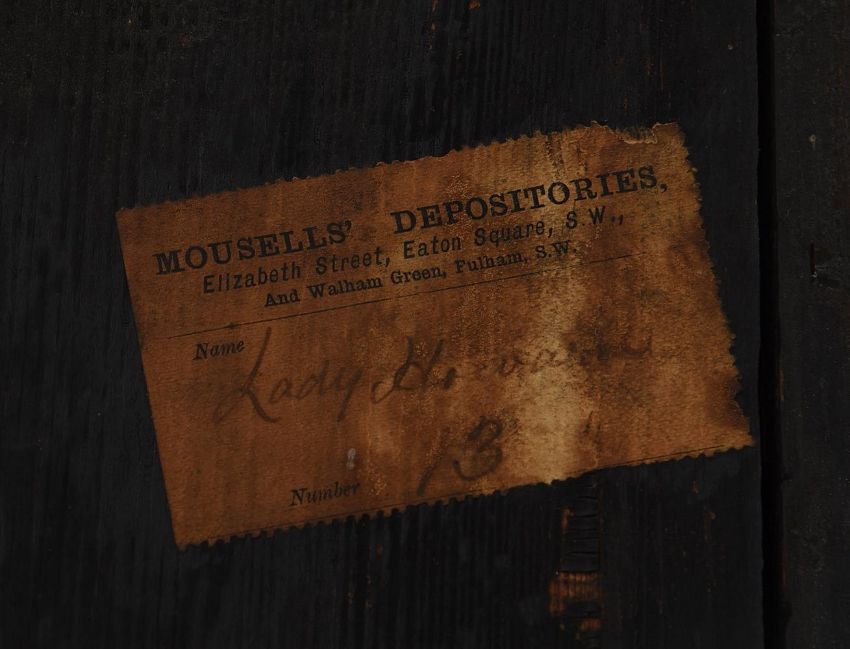 MOUSELLS' DEPOSITORIES,
Elizabeth Street, Eaton Square, S.W.,
And Walham Green, Fulham, S.W.
Name
Lady Howard
Number 13